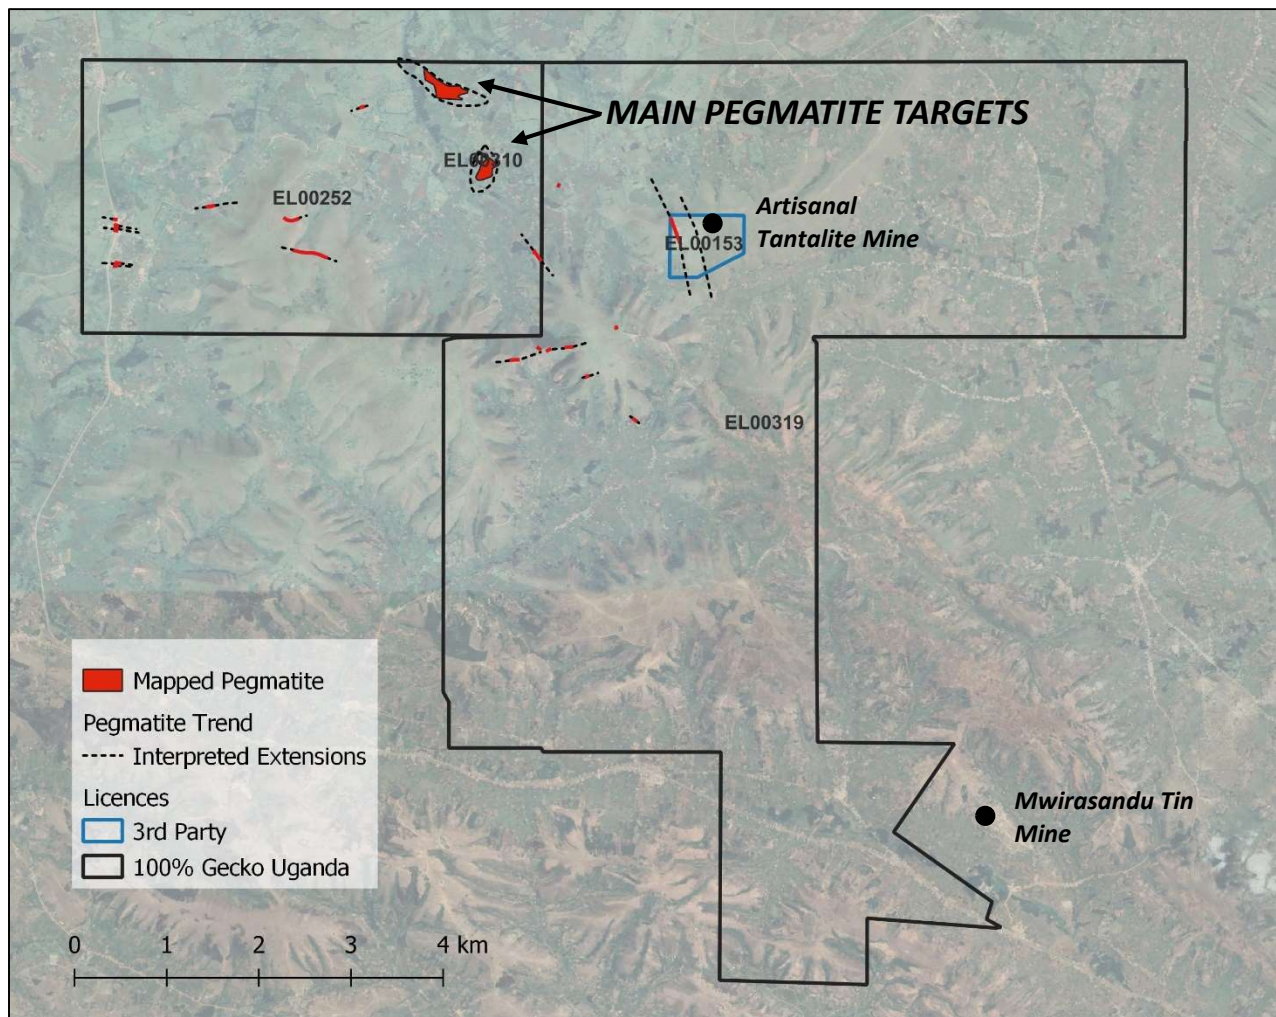 MAIN PEGMATITE TARGETS
EL00310
EL00252
Artisanal
Tantalite Mine
EL00153
EL00319
Mapped Pegmatite
Pegmatite Trend
Interpreted Extensions
Licences
3rd Party
100% Gecko Uganda
Mwirasandu Tin
Mine
0 1 2 3 4 km